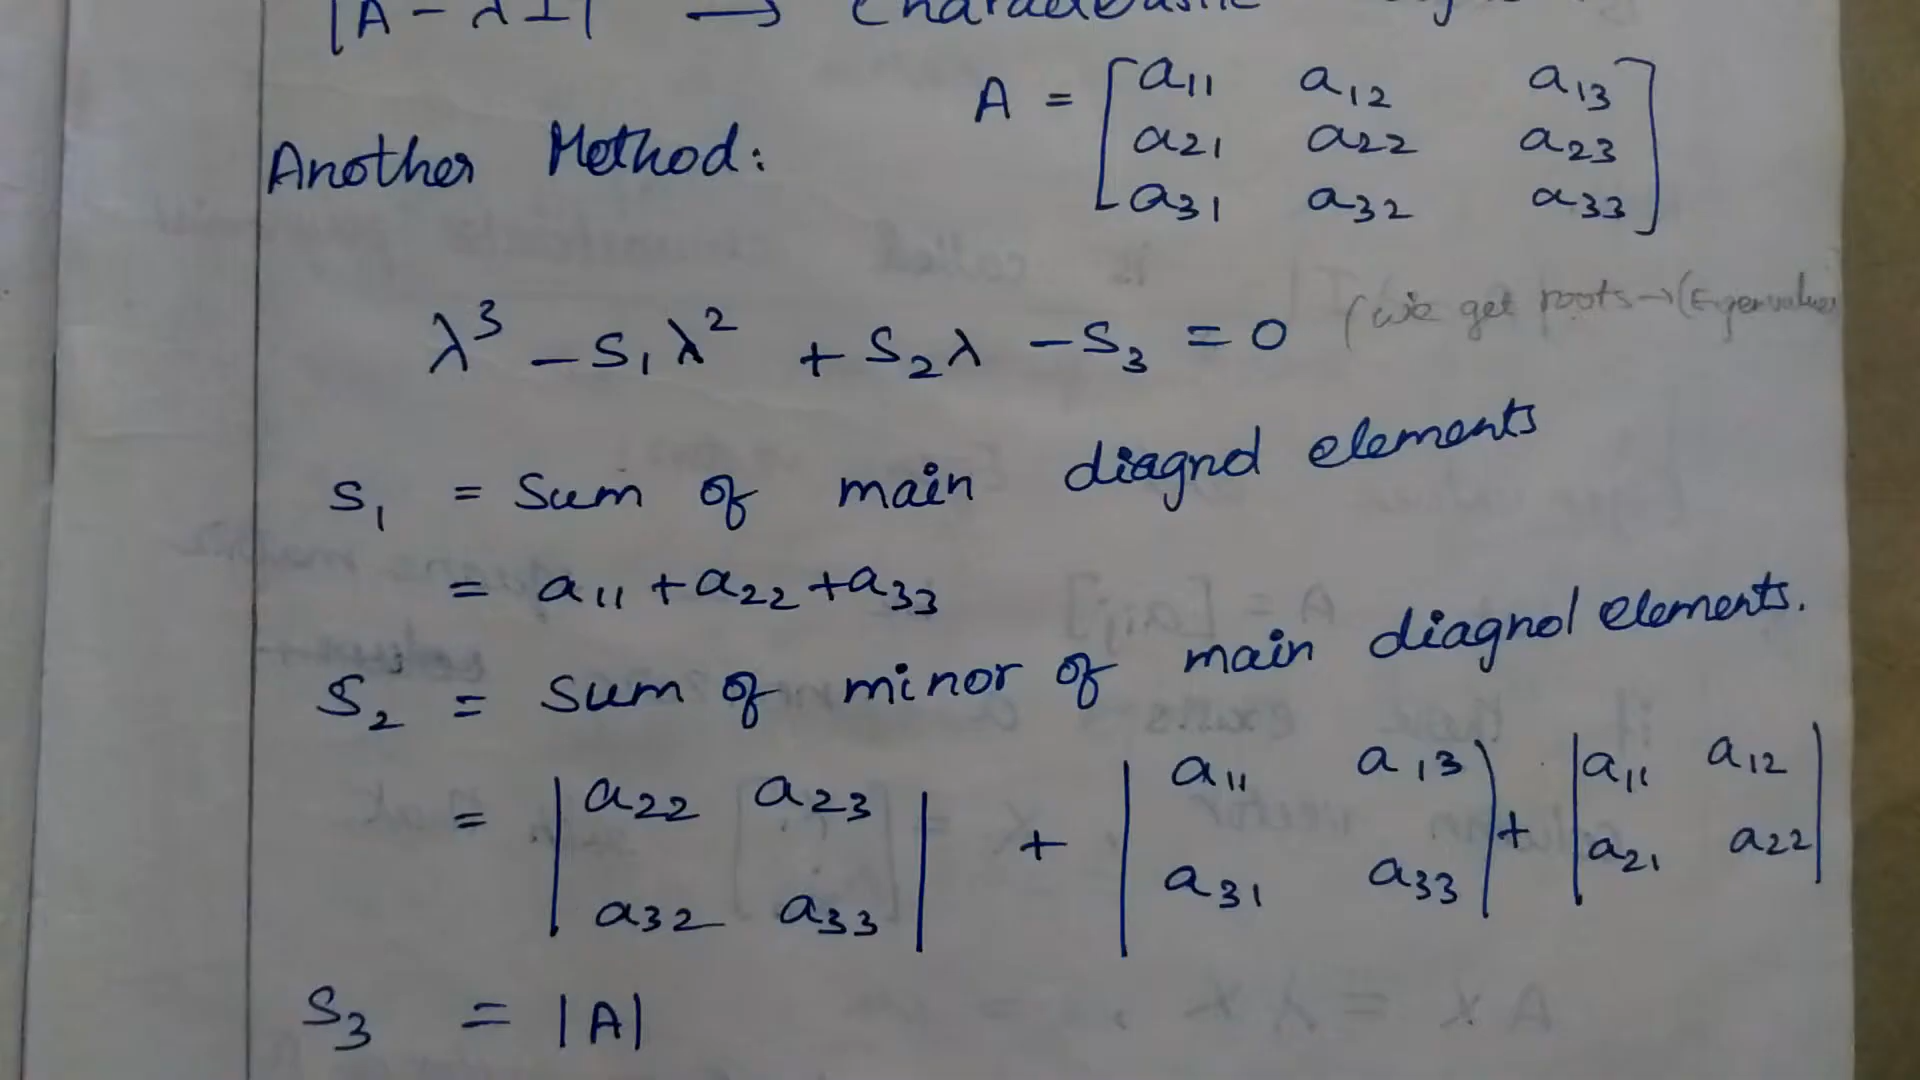 |A - λI| →
A = [a11 a12 a13
a21 a22 a23
a31 a32 a33]
Another Method:
λ³ - S₁λ² + S₂λ - S₃ = 0 (we get roots → (Eigenvalues
S₁ = Sum of main diagnol elements
= a11 + a22 + a33
S₂ = sum of minor of main diagnol elements.
= |a22 a23| + |a11 a13| + |a11 a12|
|a32 a33| |a31 a33| |a21 a22|
S₃ = |A|